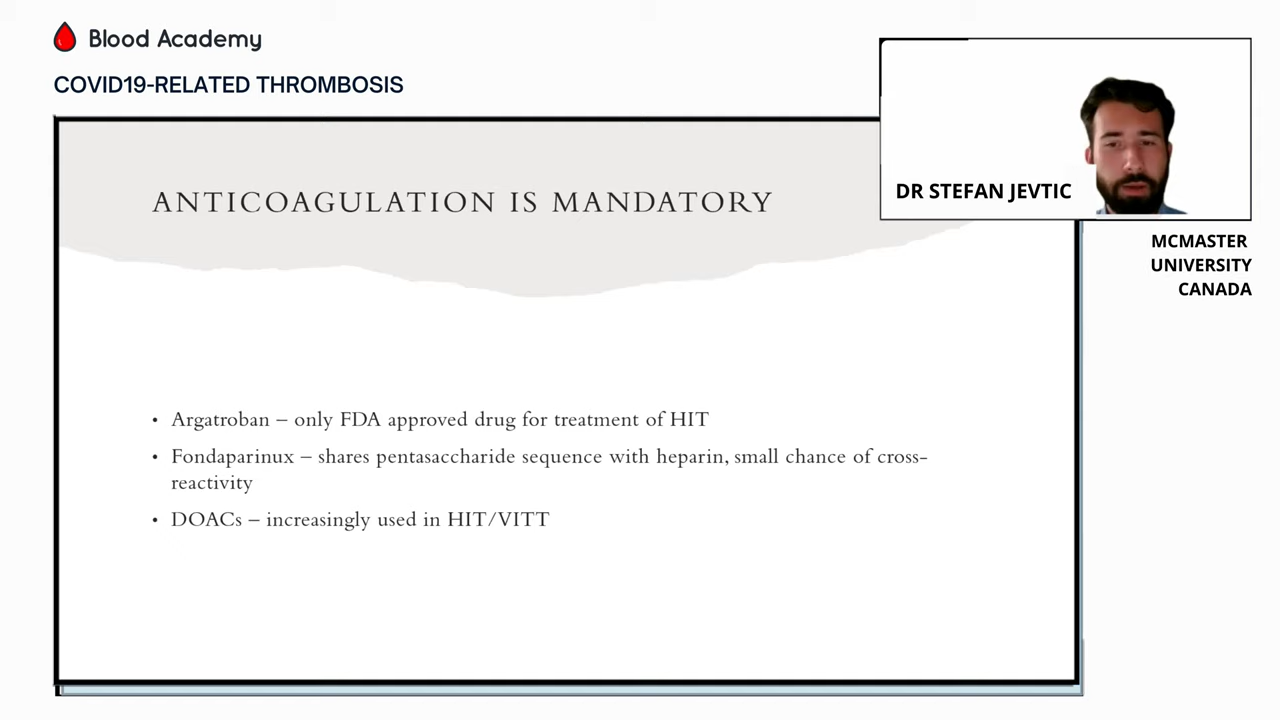 Blood Academy
COVID19-RELATED THROMBOSIS
ANTICOAGULATION IS MANDATORY
DR STEFAN JEVTIC
MCMASTER
UNIVERSITY
CANADA
• Argatroban – only FDA approved drug for treatment of HIT
• Fondaparinux – shares pentasaccharide sequence with heparin, small chance of cross-
reactivity
• DOACs – increasingly used in HIT/VITT